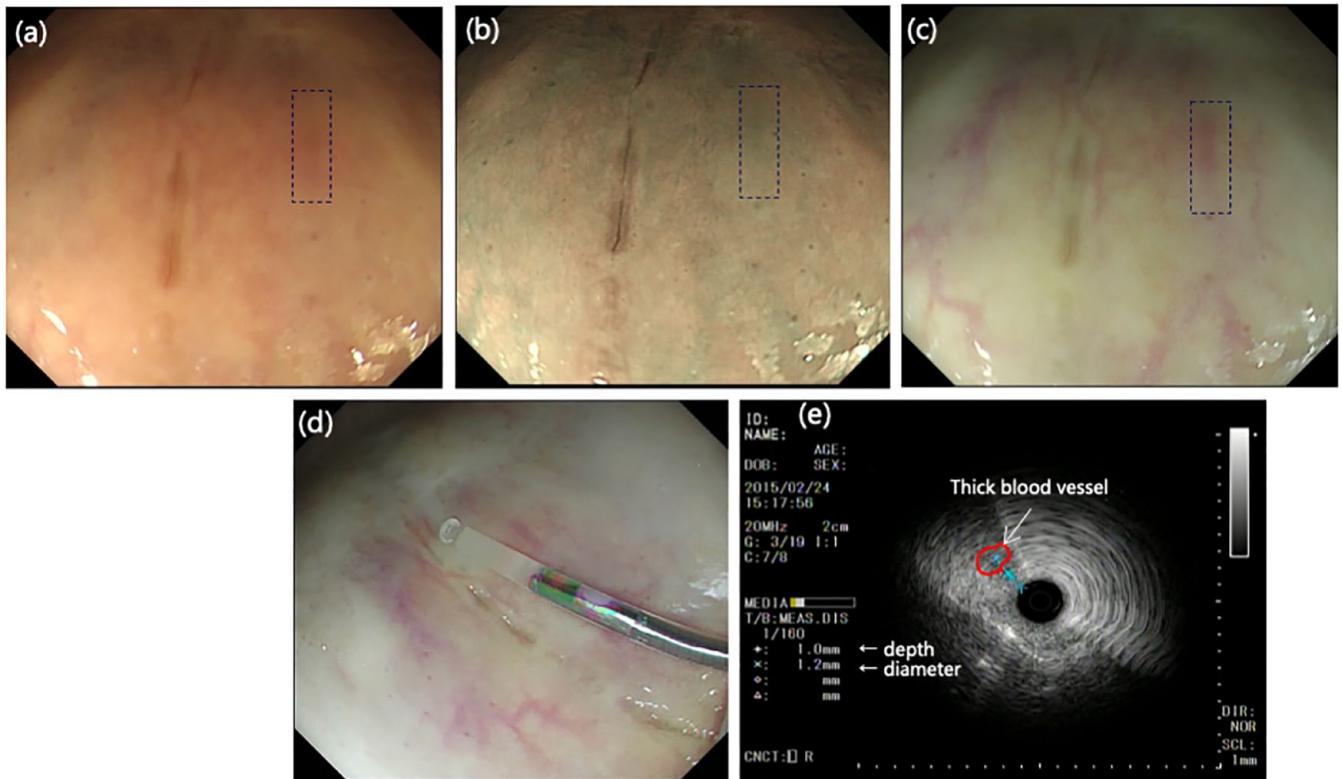 (a)
(b)
(c)
(d)
(e)
ID:
NAME:
AGE:
DOB: SEX:
2015/02/24
15:17:56
20MHz 2cm
G: 3/19 I:1
C:7/8
MEDIA
T/B:MEAS.DIS
1/160
+: 1.0mm ← depth
×: 1.2mm ← diameter
◇: mm
△: mm
CNCT: R
Thick blood vessel
DIR:
NOR
SCL:
1mm